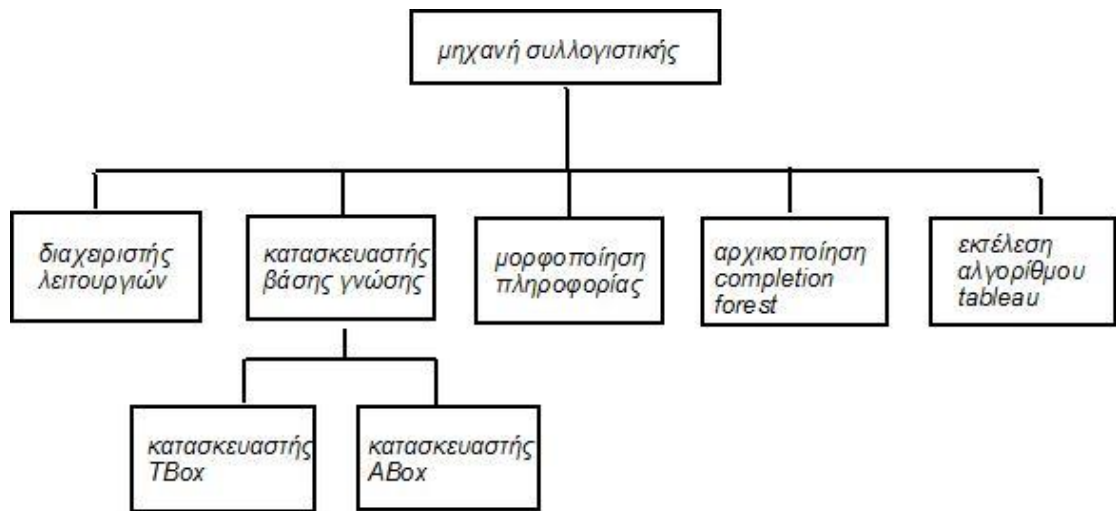 μηχανή συλλογιστικής
διαχειριστής
λειτουργιών
κατασκευαστής
βάσης γνώσης
μορφοποίηση
πληροφορίας
αρχικοποίηση
completion
forest
εκτέλεση
αλγορίθμου
tableau
κατασκευαστής
TBox
κατασκευαστής
ABox